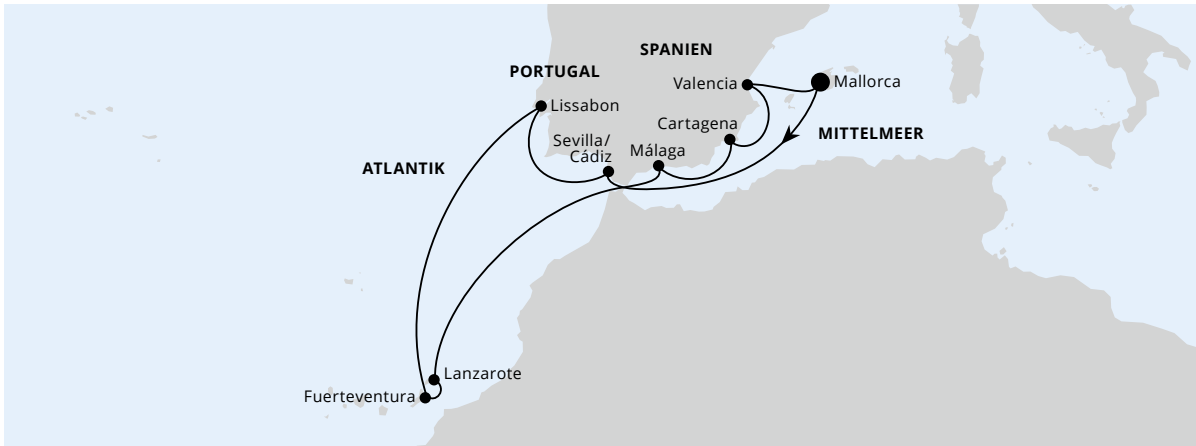 SPANIEN
PORTUGAL
Valencia
Mallorca
Lissabon
Cartagena
MITTELMEER
Sevilla/
Cádiz
Málaga
ATLANTIK
Lanzarote
Fuerteventura